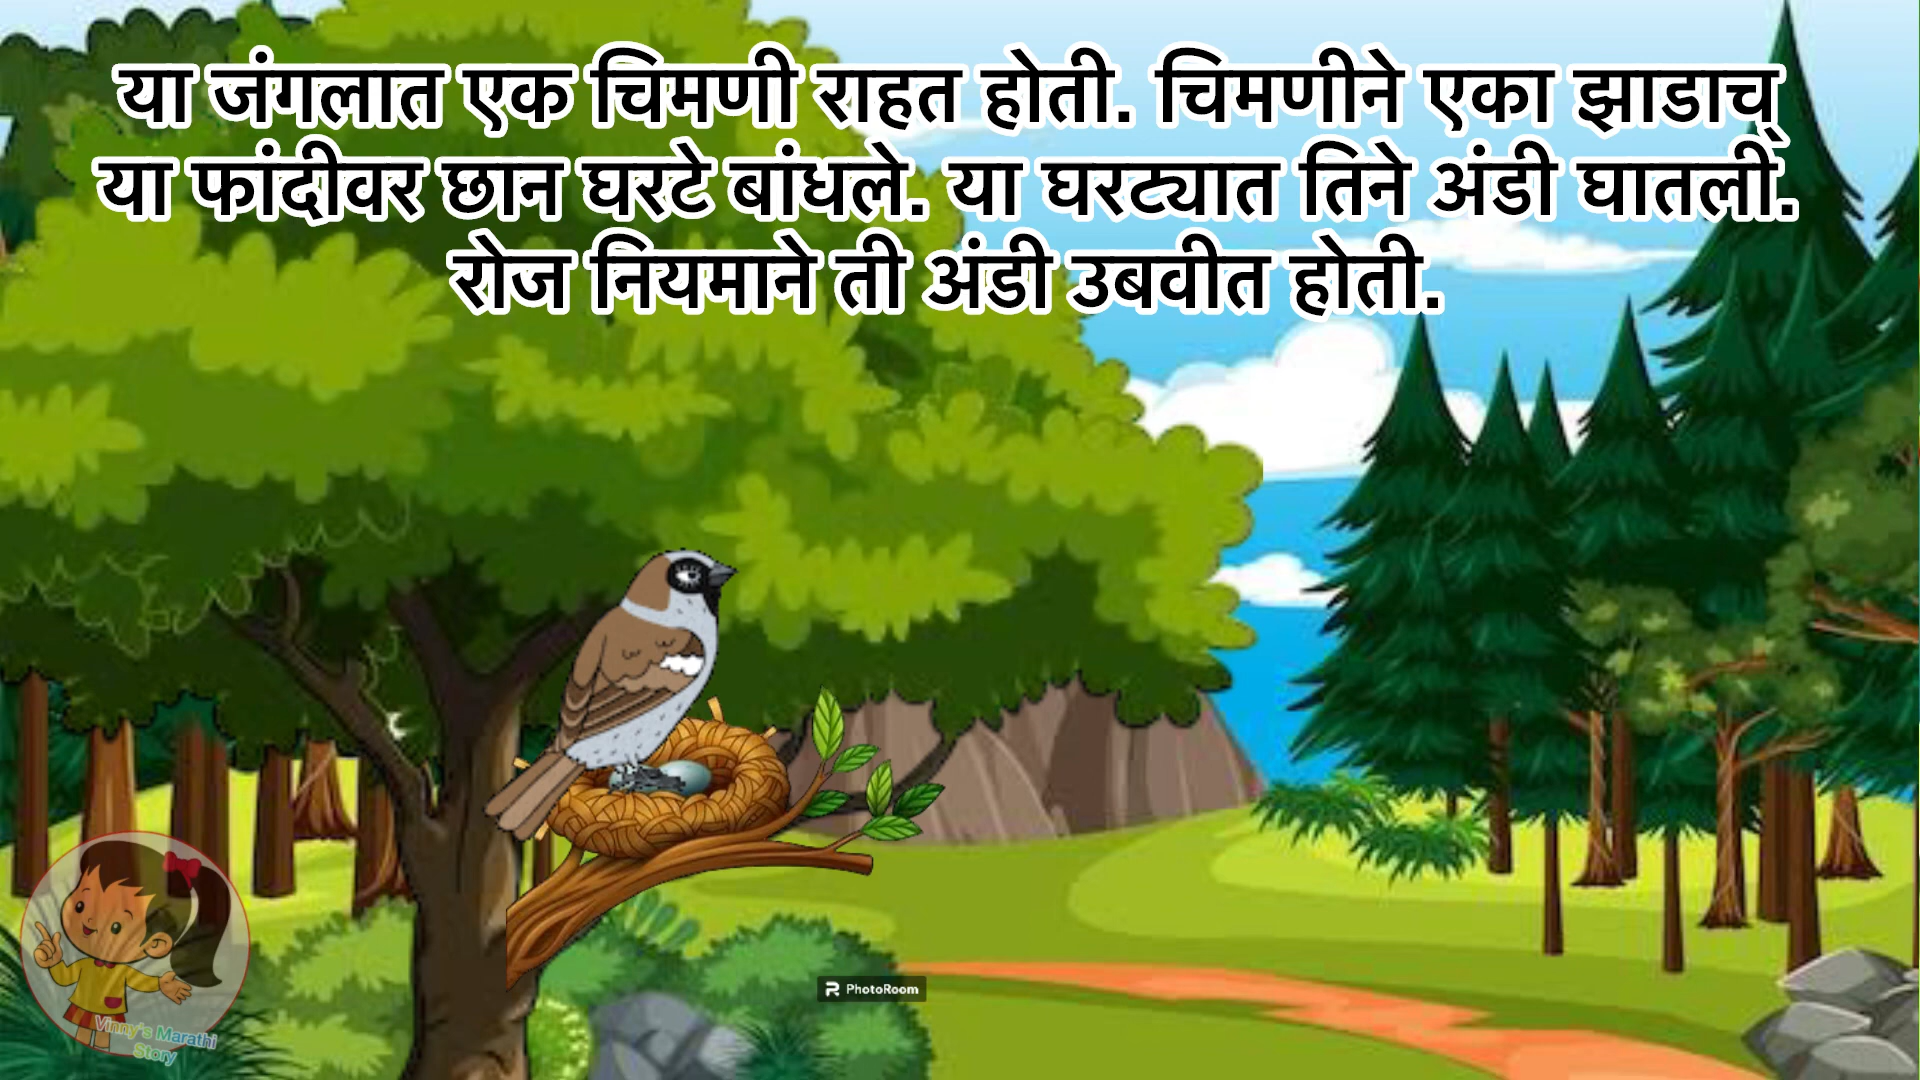 या जंगलात एक चिमणी राहत होती. चिमणीने एका झाडाच्
या फांदीवर छान घरटे बांधले. या घरट्यात तिने अंडी घातली.
रोज नियमाने ती अंडी उबवीत होती.
PhotoRoom
Vinny's Marathi
Story